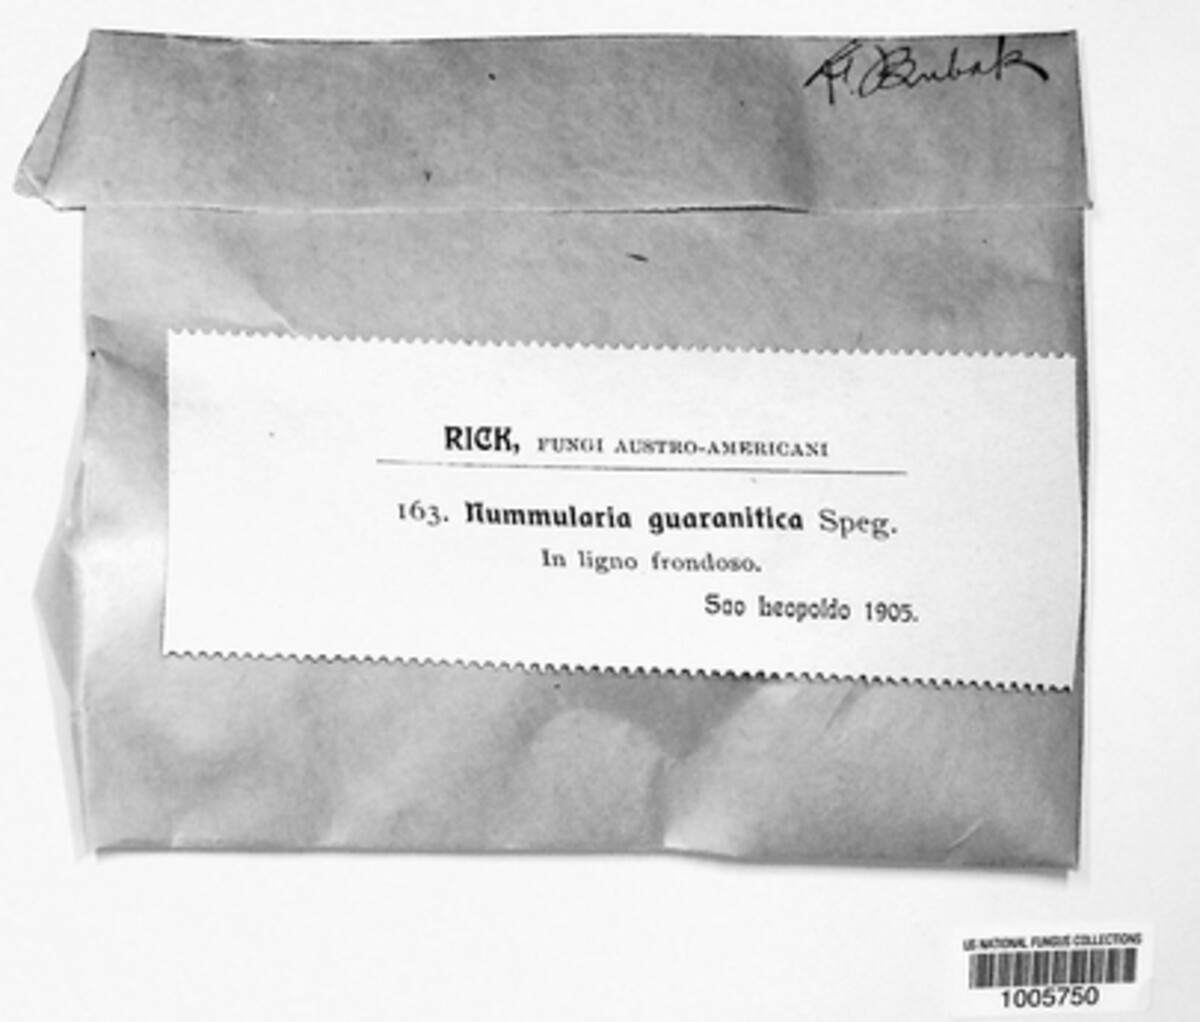 Bubak
RICK, FUNGI AUSTRO-AMERICANI
163. Nummularia guaranitica Speg.
In ligno frondoso.
Sao Leopoldo 1905.
US NATIONAL FUNGUS COLLECTIONS
1005750